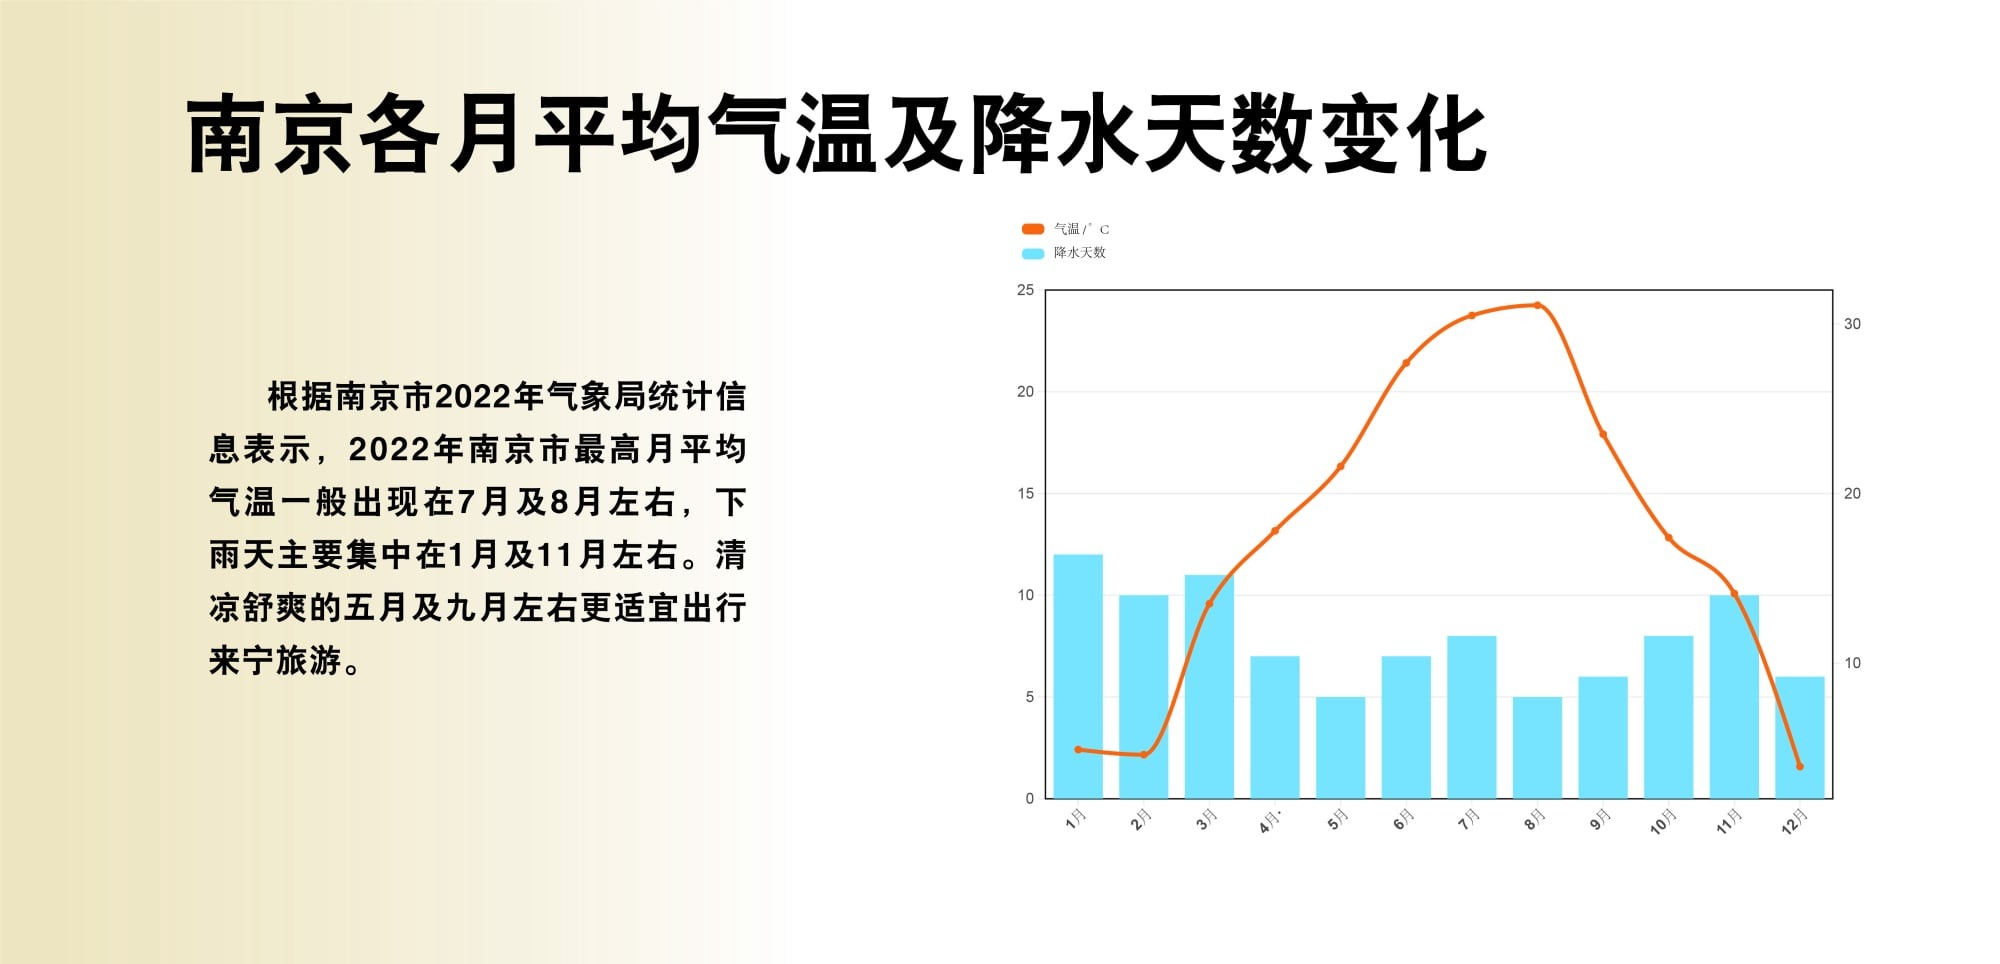 南京各月平均气温及降水天数变化
根据南京市2022年气象局统计信
息表示，2022年南京市最高月平均
气温一般出现在7月及8月左右，下
雨天主要集中在1月及11月左右。清
凉舒爽的五月及九月左右更适宜出行
来宁旅游。
气温/°C
降水天数
25
20
15
10
5
0
30
20
10
1月
2月
3月
4月·
5月
6月
7月
8月
9月
10月
11月
12月